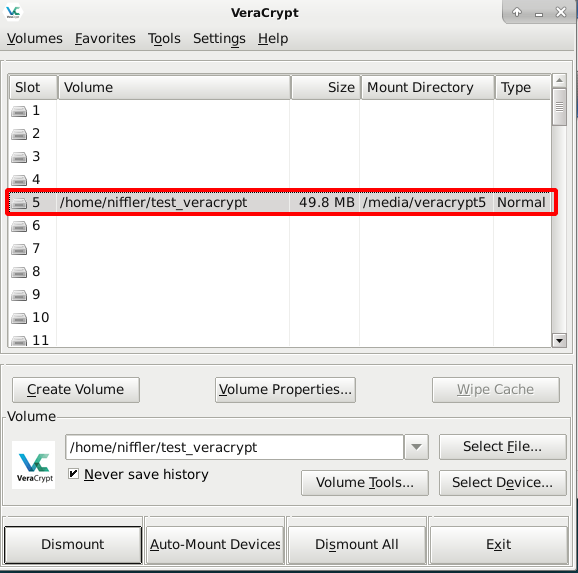 VeraCrypt
Volumes Favorites Tools Settings Help
Slot Volume Size Mount Directory Type
1
2
3
4
5 /home/niffler/test_veracrypt 49.8 MB /media/veracrypt5 Normal
6
7
8
9
10
11
Create Volume Volume Properties... Wipe Cache
Volume
/home/niffler/test_veracrypt Select File...
VeraCrypt
Never save history
Volume Tools... Select Device...
Dismount Auto-Mount Devices Dismount All Exit